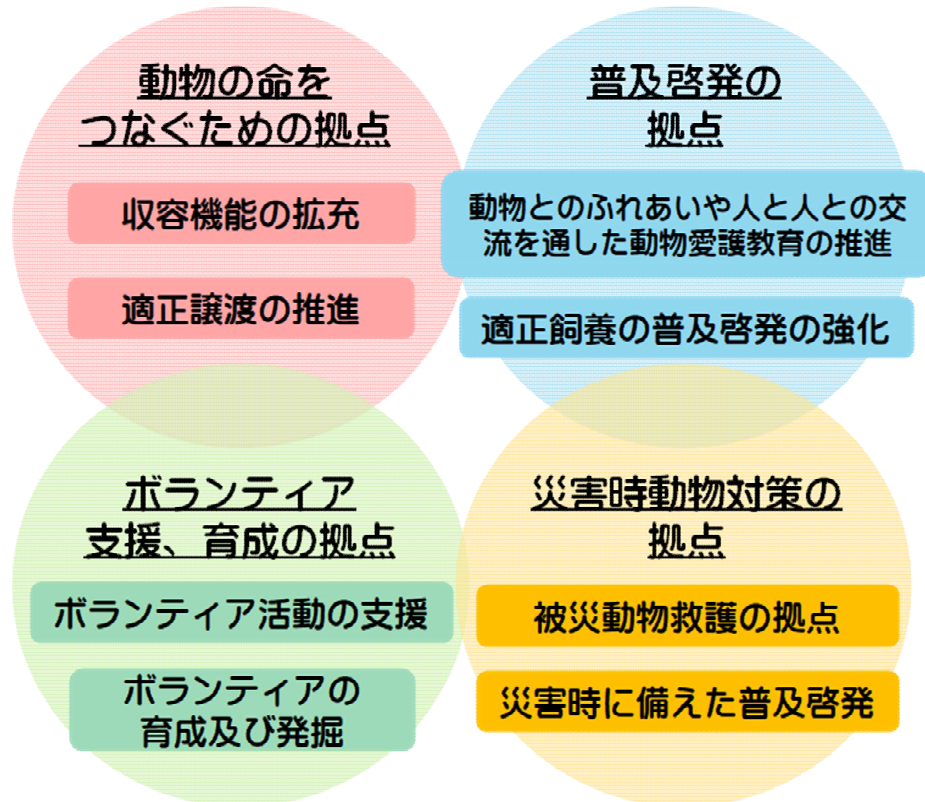 動物の命を
つなぐための拠点
収容機能の拡充
適正譲渡の推進
普及啓発の
拠点
動物とのふれあいや人と人との交
流を通した動物愛護教育の推進
適正飼養の普及啓発の強化
ボランティア
支援、育成の拠点
ボランティア活動の支援
ボランティアの
育成及び発掘
災害時動物対策の
拠点
被災動物救護の拠点
災害時に備えた普及啓発